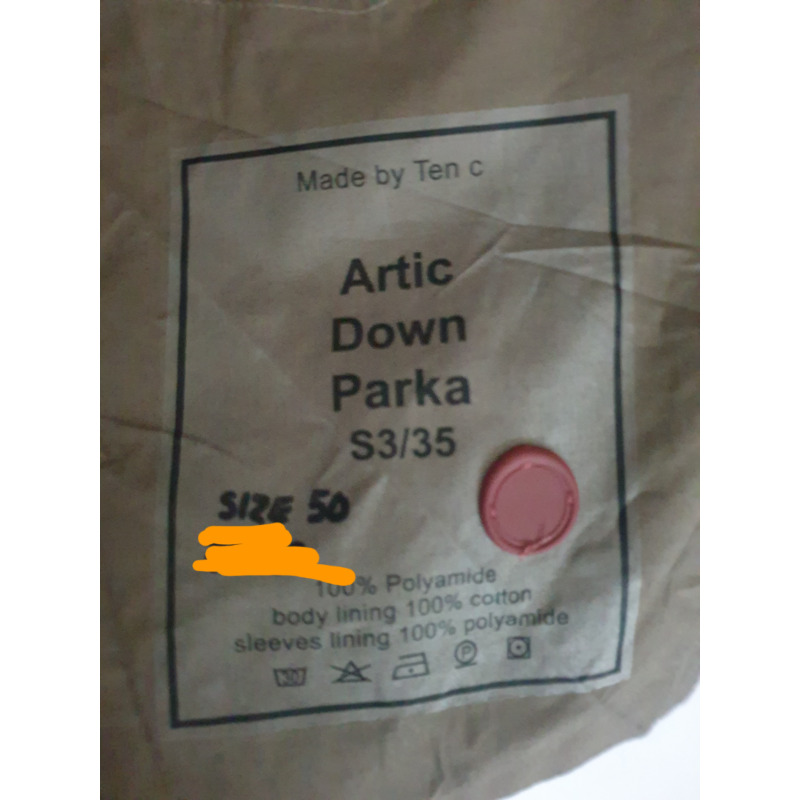 Made by Ten c
Artic
Down
Parka
S3/35
SIZE 50
100% Polyamide
body lining 100% cotton
sleeves lining 100% polyamide
30
P